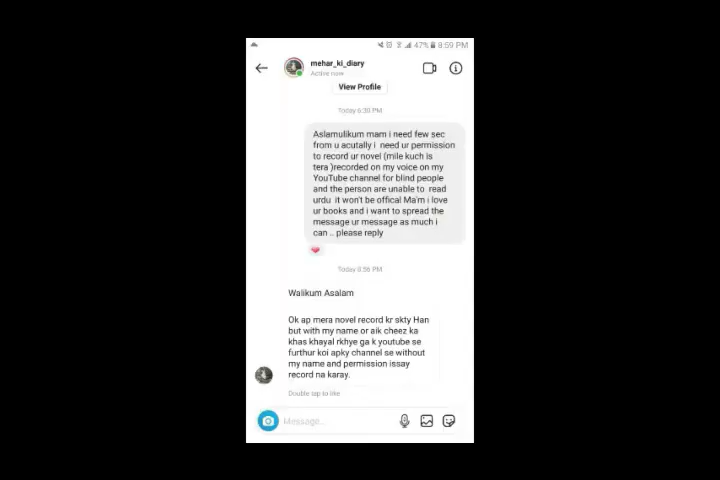 47% 8:59 PM
mehar_ki_diary
Active now
View Profile
Today 6:39 PM
Aslamulikum mam i need few sec
from u acutally i need ur permission
to record ur novel (mile kuch is
tera )recorded on my voice on my
YouTube channel for blind people
and the person are unable to read
urdu it won't be offical Ma'm i love
ur books and i want to spread the
message ur message as much i
can .. please reply
Today 8:56 PM
Walikum Asalam
Ok ap mera novel record kr skty Han
but with my name or aik cheez ka
khas khayal rkhye ga k youtube se
furthur koi apky channel se without
my name and permission issay
record na karay.
Double tap to like
Message...